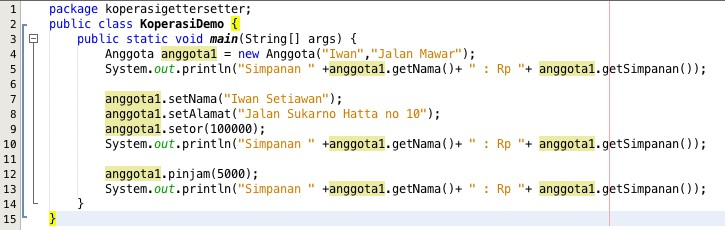 1 package koperasigettersetter;
2 public class KoperasiDemo {
3 public static void main(String[] args) {
4 Anggota anggota1 = new Anggota("Iwan","Jalan Mawar");
5 System.out.println("Simpanan " +anggota1.getNama()+ " : Rp "+ anggota1.getSimpanan());
6
7 anggota1.setNama("Iwan Setiawan");
8 anggota1.setAlamat("Jalan Sukarno Hatta no 10");
9 anggota1.setor(100000);
10 System.out.println("Simpanan " +anggota1.getNama()+ " : Rp "+ anggota1.getSimpanan());
11
12 anggota1.pinjam(5000);
13 System.out.println("Simpanan " +anggota1.getNama()+ " : Rp "+ anggota1.getSimpanan());
14 }
15 }